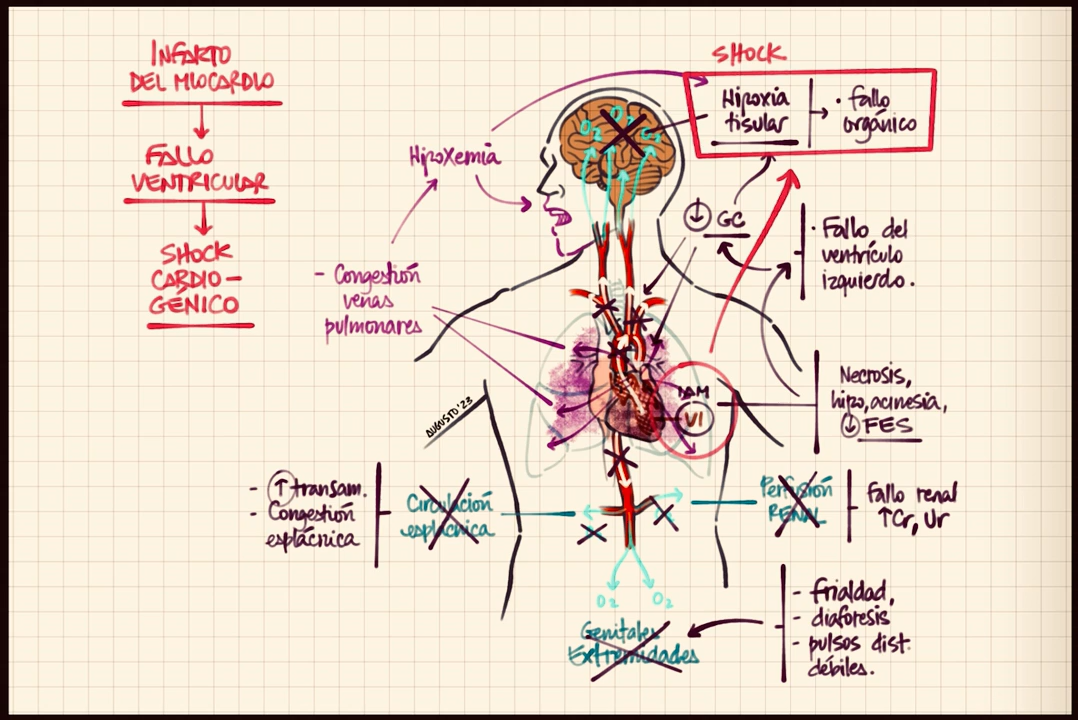 INFARTO
DEL MIOCARDIO
FALLO
VENTRICULAR
SHOCK
CARDIO-
GÉNICO
SHOCK
Hipoxia
tisular
· fallo
orgánico
O₂ O₂ O₂
Hipoxemia
↓ GC
· Fallo del
ventrículo
izquierdo.
- Congestión
venas
pulmonares
IAM
VI
Necrosis,
hipo, acinesia,
↓ FES
AUGUSTO '23
- ↑ transam.
- Congestión
esplácnica
Circulación
esplácnica
Perfusión
RENAL
Fallo renal
↑Cr, Ur
O₂ O₂
Genitales
Extremidades
- frialdad,
- diaforesis
- pulsos dist.
débiles.